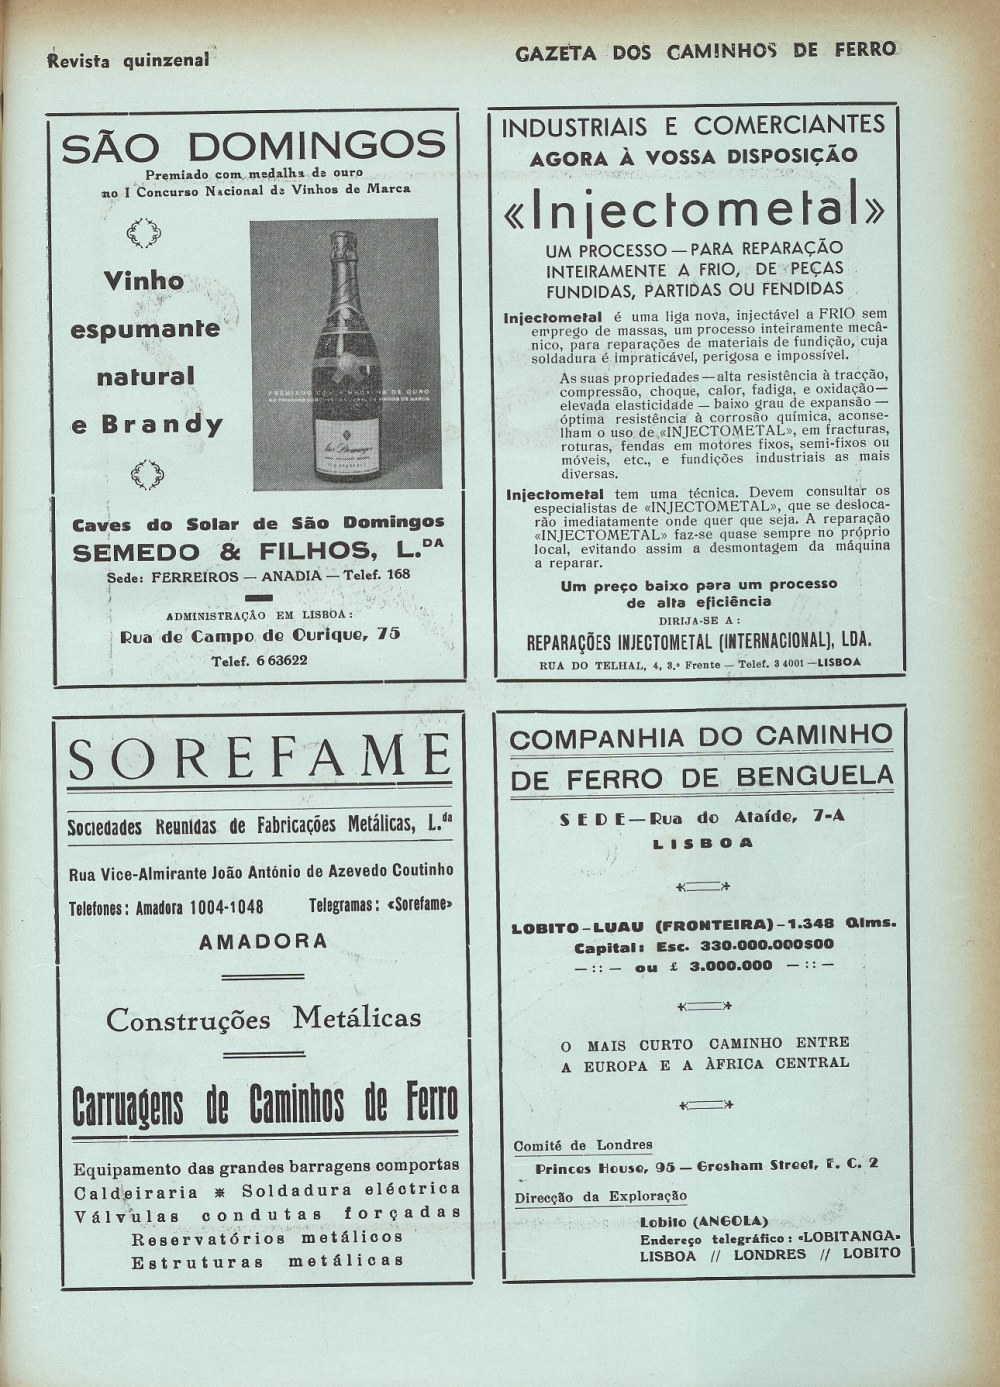 Revista quinzenal
GAZETA DOS CAMINHOS DE FERRO
SÃO DOMINGOS
Premiado com medalha de ouro
no I Concurso Nacional de Vinhos de Marca
Vinho
espumante
natural
e Brandy
PREMIADO COM MEDALHA DE OURO
São Domingos
Caves do Solar de São Domingos
SEMEDO & FILHOS, L.DA
Sede: FERREIROS — ANADIA — Telef. 168
ADMINISTRAÇÃO EM LISBOA:
Rua de Campo de Ourique, 75
Telef. 6 63622
INDUSTRIAIS E COMERCIANTES
AGORA À VOSSA DISPOSIÇÃO
«Injectometal»
UM PROCESSO — PARA REPARAÇÃO
INTEIRAMENTE A FRIO, DE PEÇAS
FUNDIDAS, PARTIDAS OU FENDIDAS
Injectometal é uma liga nova, injectável a FRIO sem
emprego de massas, um processo inteiramente mecâ-
nico, para reparações de materiais de fundição, cuja
soldadura é impraticável, perigosa e impossível.
As suas propriedades — alta resistência à tracção,
compressão, choque, calor, fadiga, e oxidação —
elevada elasticidade — baixo grau de expansão —
óptima resistência à corrosão química, aconse-
lham o uso de «INJECTOMETAL», em fracturas,
roturas, fendas em motores fixos, semi-fixos ou
móveis, etc., e fundições industriais as mais
diversas.
Injectometal tem uma técnica. Devem consultar os
especialistas de «INJECTOMETAL», que se desloca-
rão imediatamente onde quer que seja. A reparação
«INJECTOMETAL» faz-se quase sempre no próprio
local, evitando assim a desmontagem da máquina
a reparar.
Um preço baixo para um processo
de alta eficiência
DIRIJA-SE A:
REPARAÇÕES INJECTOMETAL (INTERNACIONAL), LDA.
RUA DO TELHAL, 4, 3.º Frente — Telef. 3 4001 — LISBOA
SOREFAME
Sociedades Reunidas de Fabricações Metálicas, L.da
Rua Vice-Almirante João António de Azevedo Coutinho
Telefones: Amadora 1004-1048 Telegramas: «Sorefame»
AMADORA
Construções Metálicas
Carruagens de Caminhos de Ferro
Equipamento das grandes barragens comportas
Caldeiraria * Soldadura eléctrica
Válvulas condutas forçadas
Reservatórios metálicos
Estruturas metálicas
COMPANHIA DO CAMINHO
DE FERRO DE BENGUELA
SEDE — Rua do Ataíde, 7-A
LISBOA
LOBITO - LUAU (FRONTEIRA) - 1.348 Qlms.
Capital: Esc. 330.000.000$00
— :: — ou £ 3.000.000 — :: —
O MAIS CURTO CAMINHO ENTRE
A EUROPA E A ÀFRICA CENTRAL
Comité de Londres
Princes House, 95 — Gresham Street, E. C. 2
Direcção da Exploração
Lobito (ANGOLA)
Endereço telegráfico: «LOBITANGA»
LISBOA // LONDRES // LOBITO